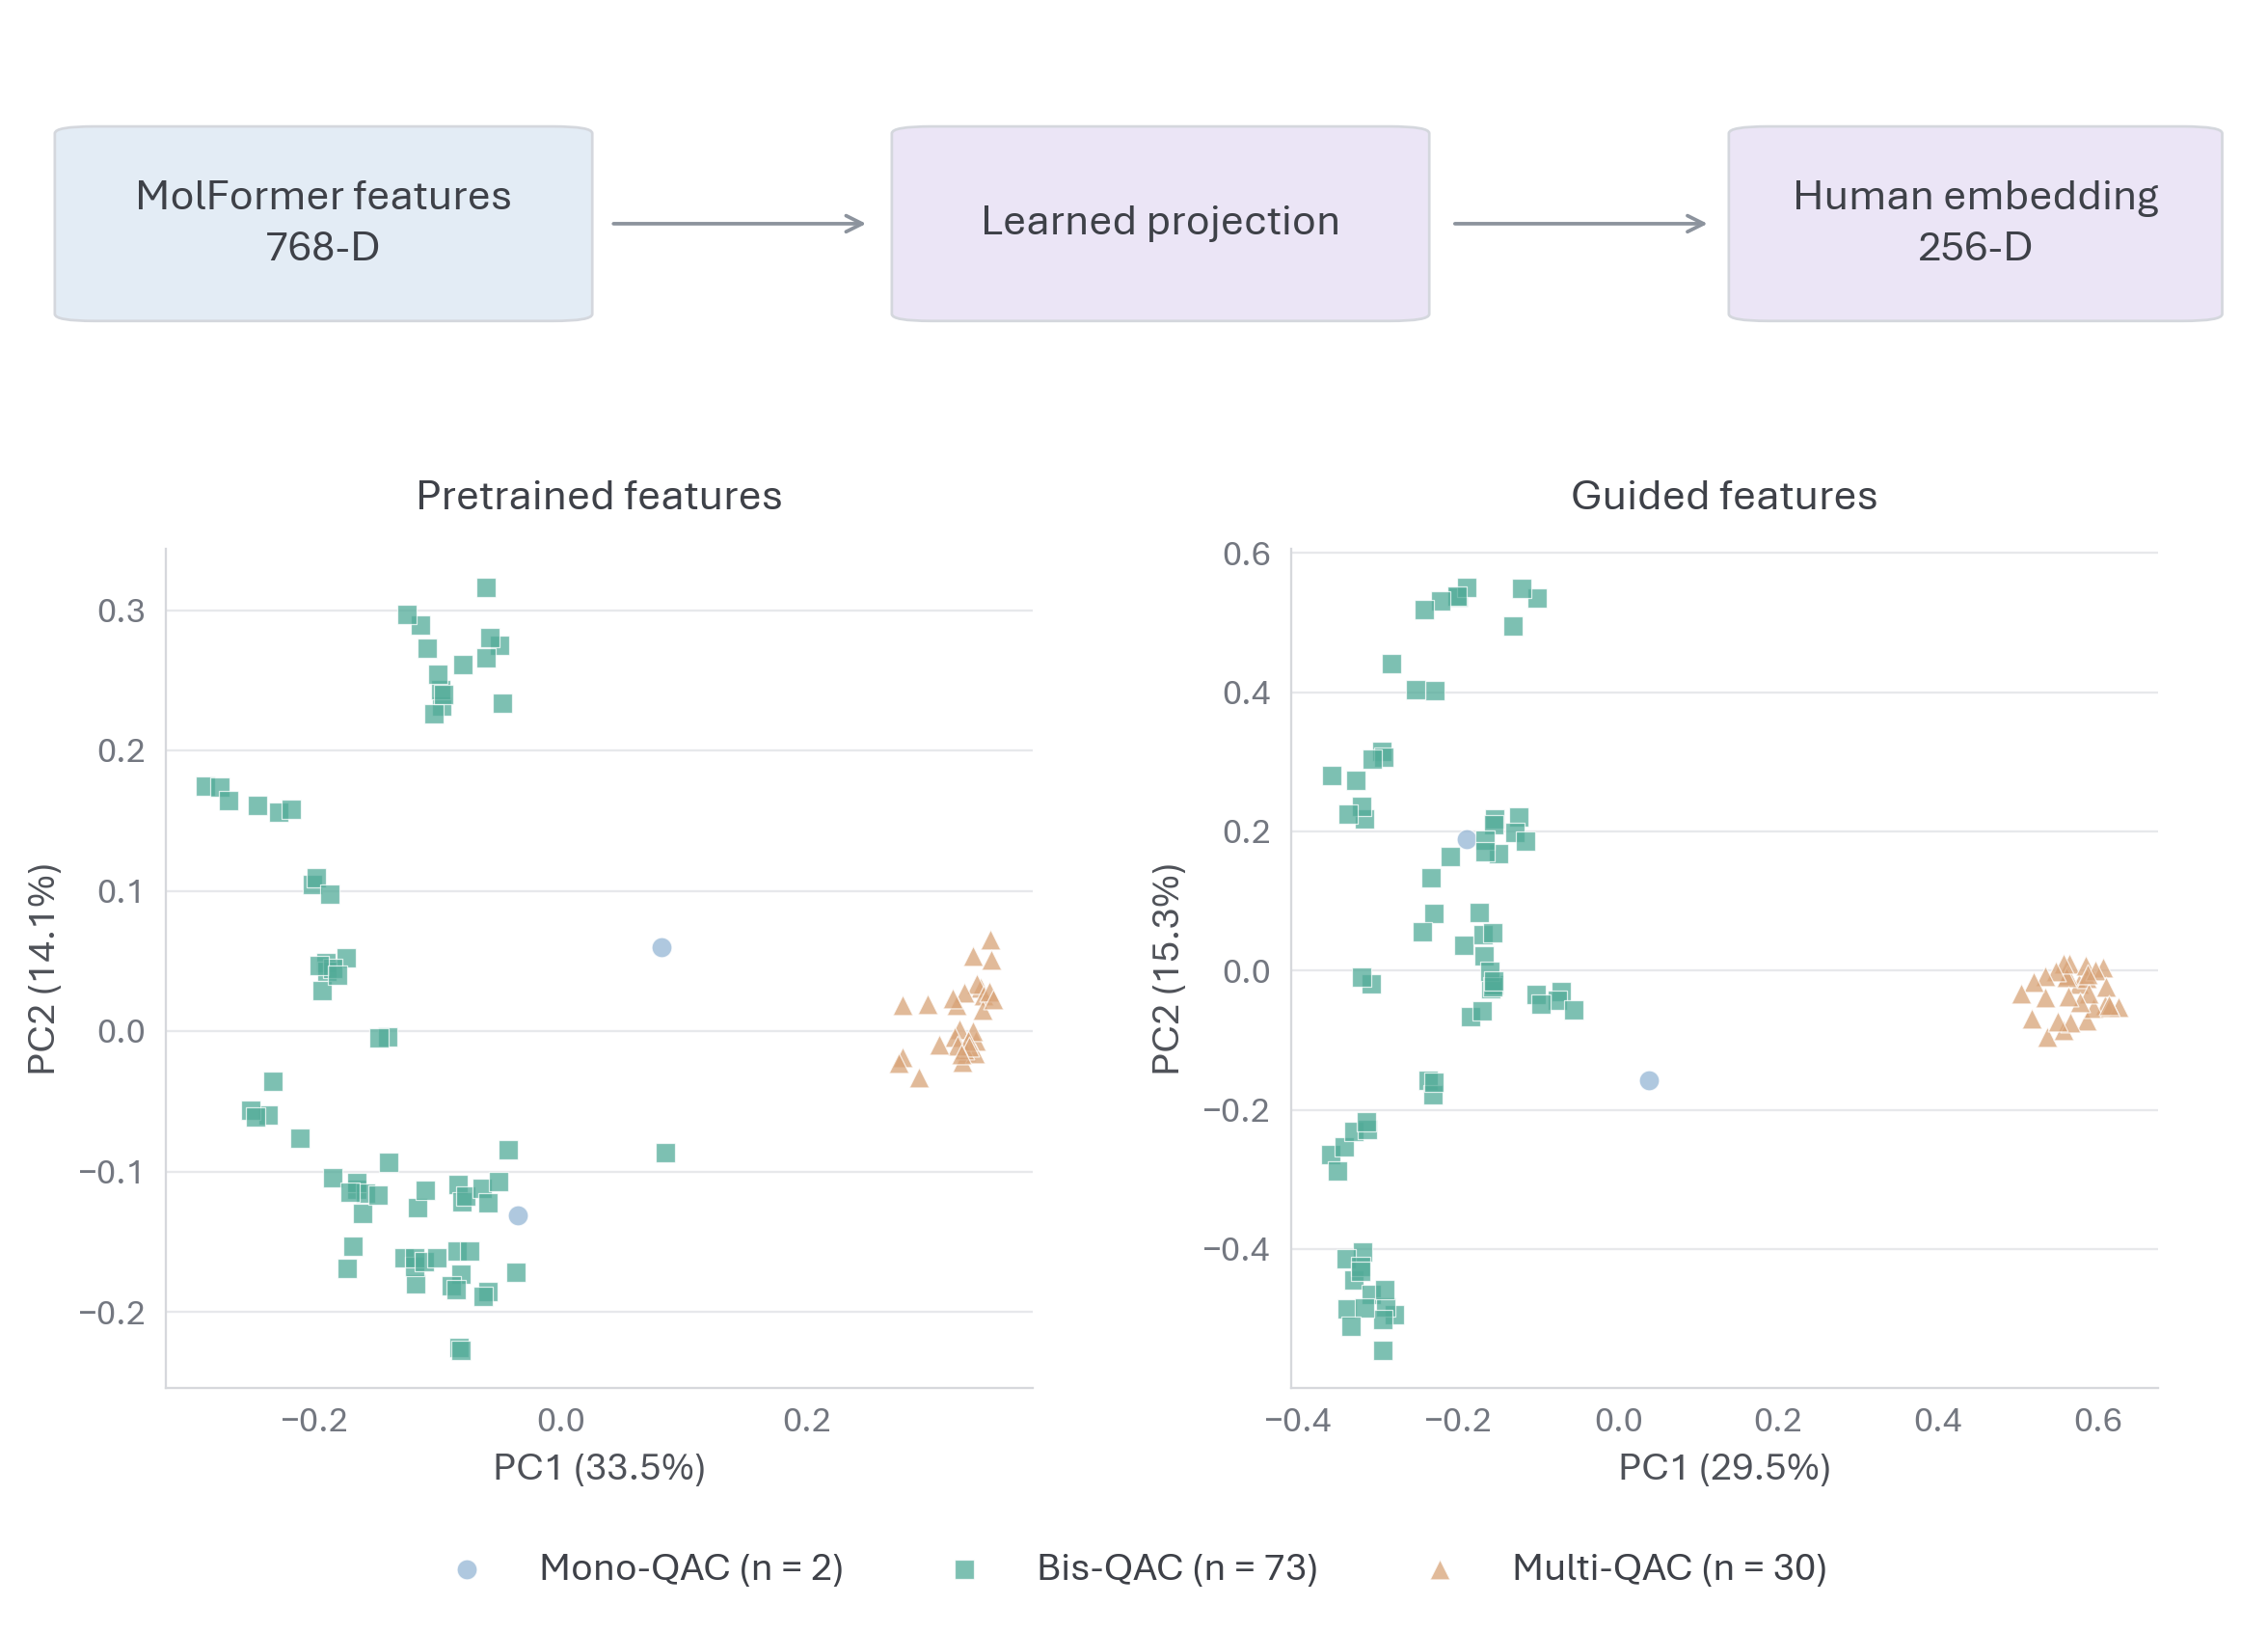 MolFormer features
768-D
Learned projection
Human embedding
256-D
Pretrained features
0.3
0.2
0.1
0.0
−0.1
−0.2
PC2 (14.1%)
−0.2
0.0
0.2
PC1 (33.5%)
Guided features
0.6
0.4
0.2
0.0
−0.2
−0.4
PC2 (15.3%)
−0.4
−0.2
0.0
0.2
0.4
0.6
PC1 (29.5%)
Mono-QAC (n = 2)
Bis-QAC (n = 73)
Multi-QAC (n = 30)